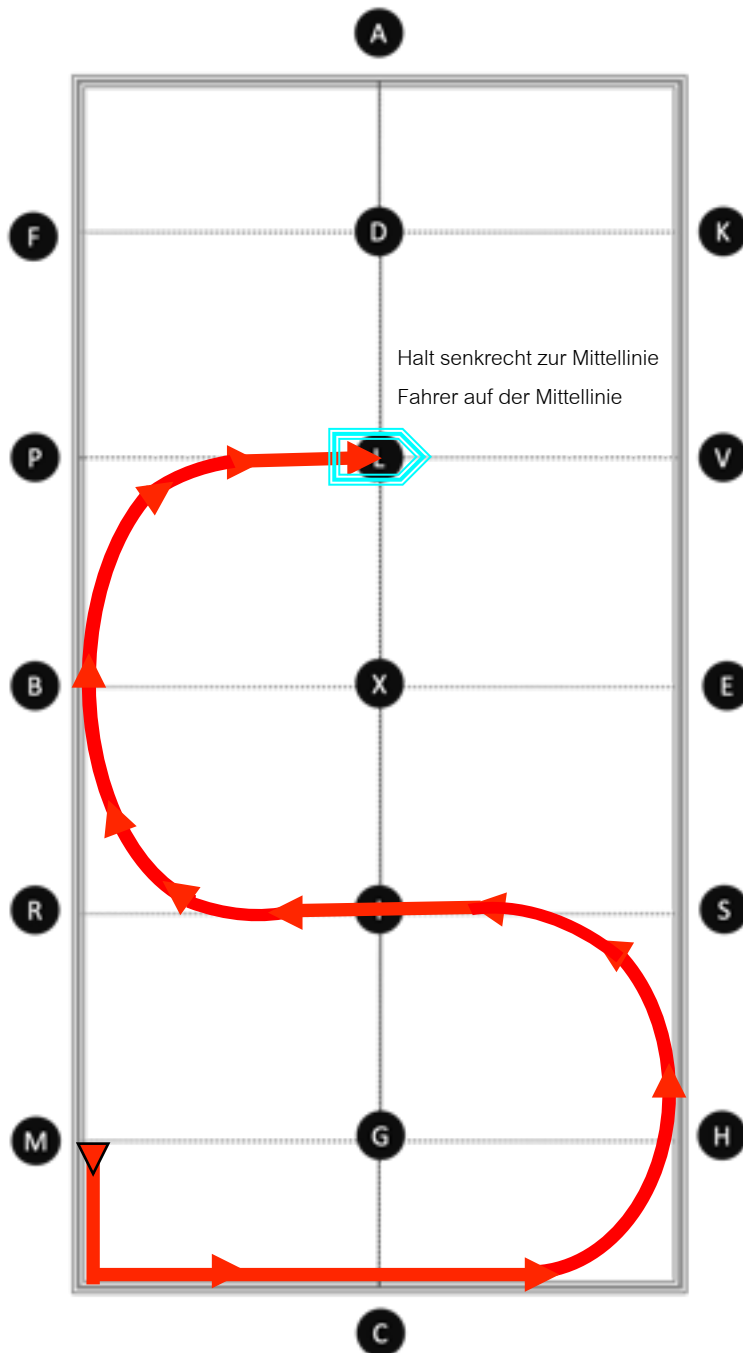 A
F
D
K
Halt senkrecht zur Mittellinie
Fahrer auf der Mittellinie
P
L
V
B
X
E
R
I
S
M
G
H
C